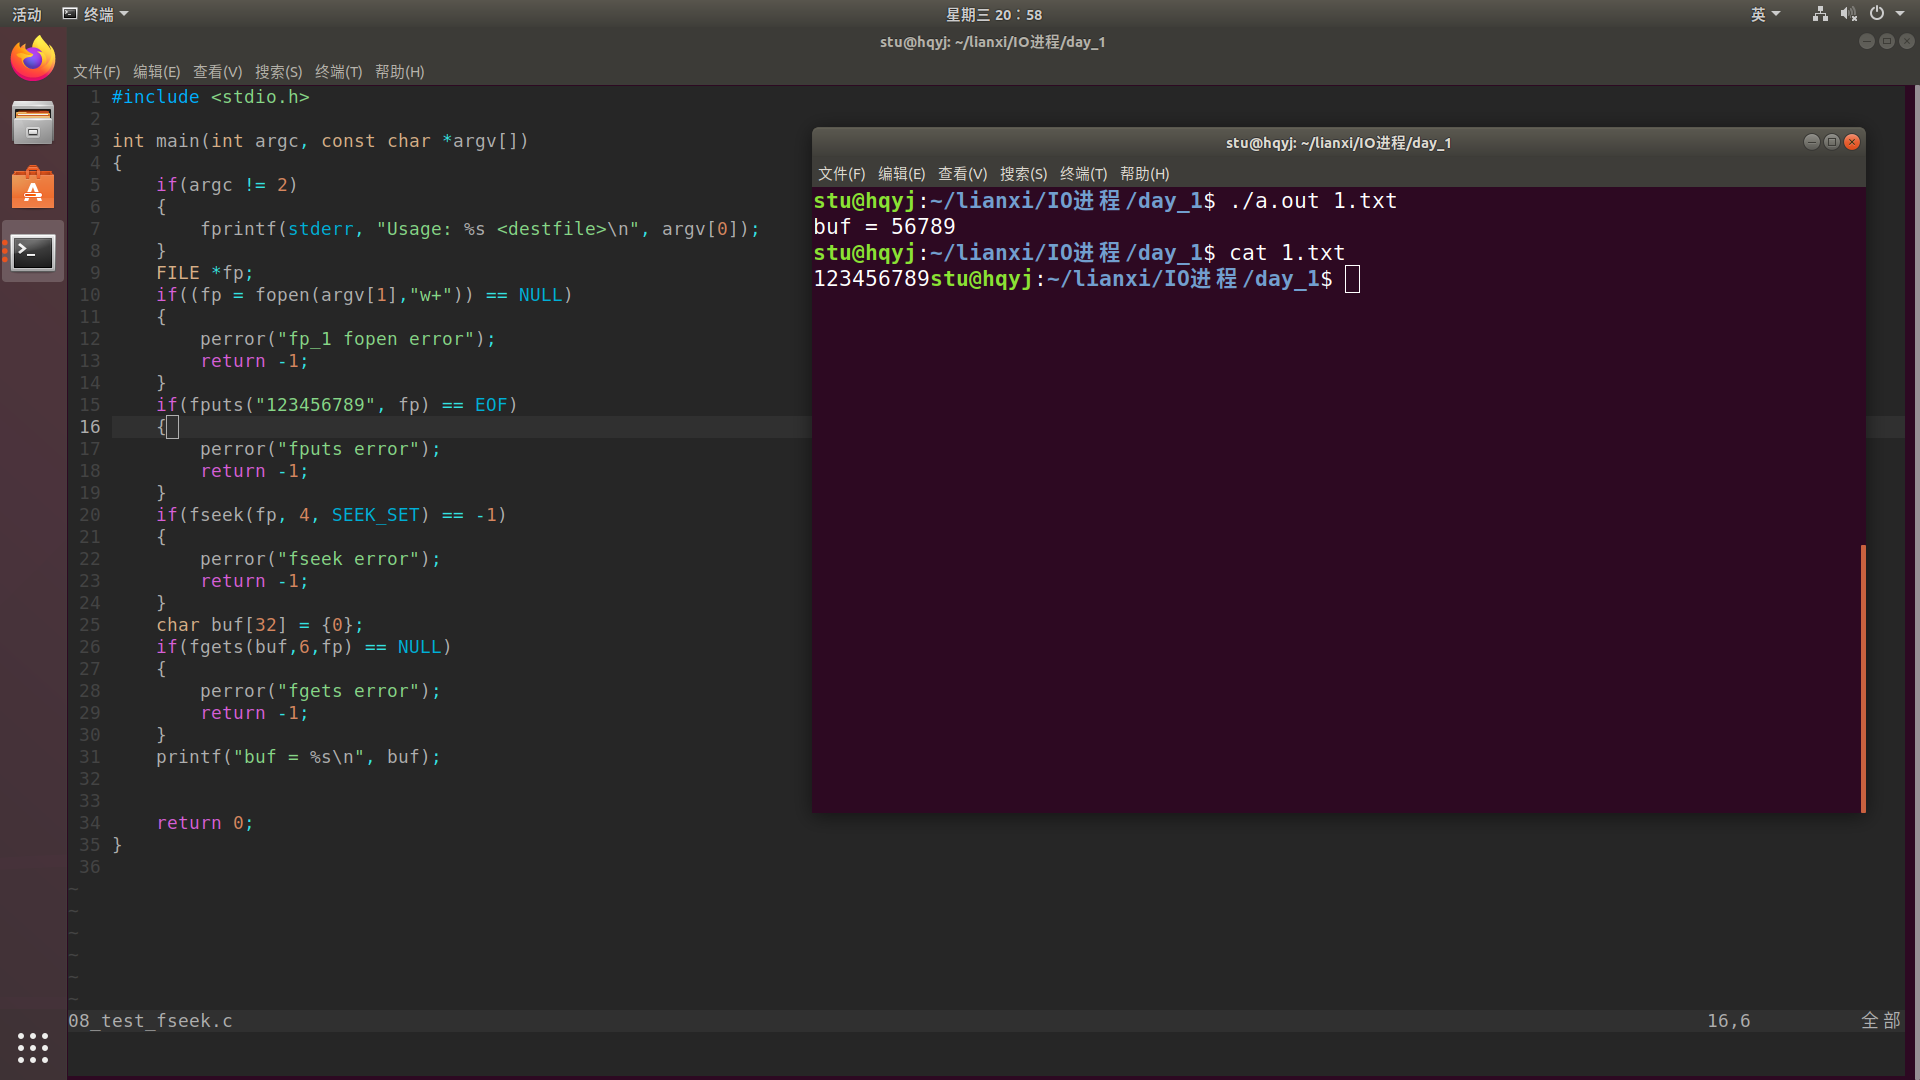 活动 终端 星期三 20：58 英
stu@hqyj: ~/lianxi/IO进程/day_1
文件(F) 编辑(E) 查看(V) 搜索(S) 终端(T) 帮助(H)
1 #include <stdio.h>
2
3 int main(int argc, const char *argv[])
4 {
5     if(argc != 2)
6     {
7         fprintf(stderr, "Usage: %s <destfile>\n", argv[0]);
8     }
9     FILE *fp;
10     if((fp = fopen(argv[1],"w+")) == NULL)
11     {
12         perror("fp_1 fopen error");
13         return -1;
14     }
15     if(fputs("123456789", fp) == EOF)
16     {
17         perror("fputs error");
18         return -1;
19     }
20     if(fseek(fp, 4, SEEK_SET) == -1)
21     {
22         perror("fseek error");
23         return -1;
24     }
25     char buf[32] = {0};
26     if(fgets(buf,6,fp) == NULL)
27     {
28         perror("fgets error");
29         return -1;
30     }
31     printf("buf = %s\n", buf);
32
33
34     return 0;
35 }
36
~
~
~
~
~
~
08_test_fseek.c 16,6 全部
stu@hqyj: ~/lianxi/IO进程/day_1
文件(F) 编辑(E) 查看(V) 搜索(S) 终端(T) 帮助(H)
stu@hqyj:~/lianxi/IO进程/day_1$ ./a.out 1.txt
buf = 56789
stu@hqyj:~/lianxi/IO进程/day_1$ cat 1.txt
123456789stu@hqyj:~/lianxi/IO进程/day_1$